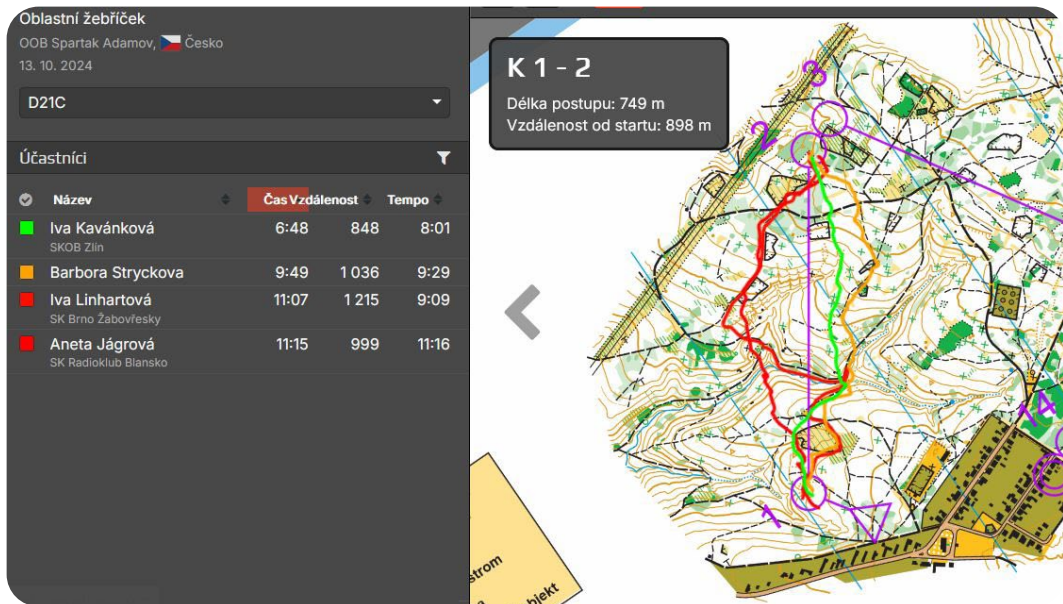 Oblastní žebříček
OOB Spartak Adamov, Česko
13. 10. 2024
D21C
Účastníci
Název Čas Vzdálenost Tempo
Iva Kavánková 6:48 848 8:01
SKOB Zlín
Barbora Stryckova 9:49 1 036 9:29
Iva Linhartová 11:07 1 215 9:09
SK Brno Žabovřesky
Aneta Jágrová 11:15 999 11:16
SK Radioklub Blansko
K 1 - 2
Délka postupu: 749 m
Vzdálenost od startu: 898 m
3
2
14
1
strom
objekt